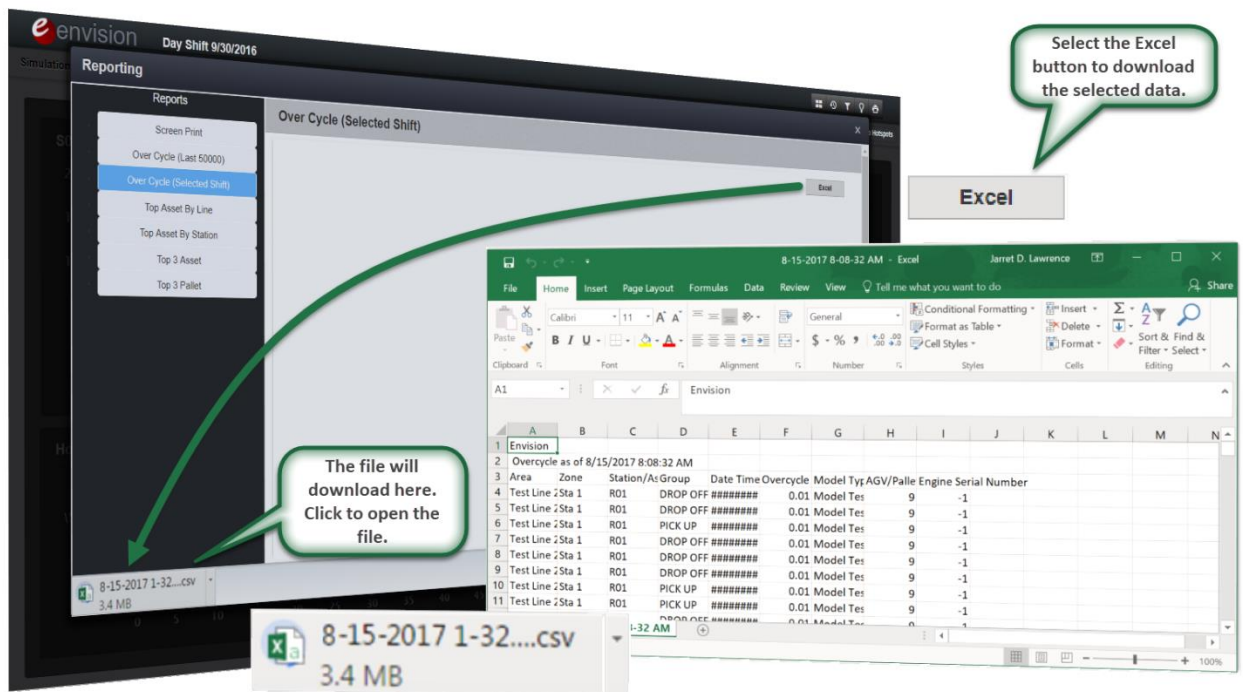 envision
Day Shift 9/30/2016
Reporting
Reports
Screen Print
Over Cycle (Last 50000)
Over Cycle (Selected Shift)
Top Asset By Line
Top Asset By Station
Top 3 Asset
Top 3 Pallet
Over Cycle (Selected Shift)
X
Hotspots
Excel
Select the Excel
button to download
the selected data.
Excel
The file will
download here.
Click to open the
file.
8-15-2017 1-32....csv
3.4 MB
0 5 10
25 30 35 40 45
8-15-2017 1-32....csv
3.4 MB
8-15-2017 8-08-32 AM - Excel
Jarret D. Lawrence
File Home Insert Page Layout Formulas Data Review View Tell me what you want to do Share
Calibri 11 A A General Conditional Formatting Insert
Paste Format as Table Delete Sort & Find &
B I U A $ % , Cell Styles Format Filter Select
Clipboard Font Alignment Number Styles Cells Editing
A1 fx Envision
A B C D E F G H I J K L M N
1 Envision
2 Overcycle as of 8/15/2017 8:08:32 AM
3 Area Zone Station/As Group Date Time Overcycle Model Typ AGV/Palle Engine Serial Number
4 Test Line 2 Sta 1 R01 DROP OFF ######## 0.01 Model Tes 9 -1
5 Test Line 2 Sta 1 R01 DROP OFF ######## 0.01 Model Tes 9 -1
6 Test Line 2 Sta 1 R01 PICK UP ######## 0.01 Model Tes 9 -1
7 Test Line 2 Sta 1 R01 DROP OFF ######## 0.01 Model Tes 9 -1
8 Test Line 2 Sta 1 R01 DROP OFF ######## 0.01 Model Tes 9 -1
9 Test Line 2 Sta 1 R01 DROP OFF ######## 0.01 Model Tes 9 -1
10 Test Line 2 Sta 1 R01 PICK UP ######## 0.01 Model Tes 9 -1
11 Test Line 2 Sta 1 R01 PICK UP ######## 0.01 Model Tes 9 -1
-32 AM
100%